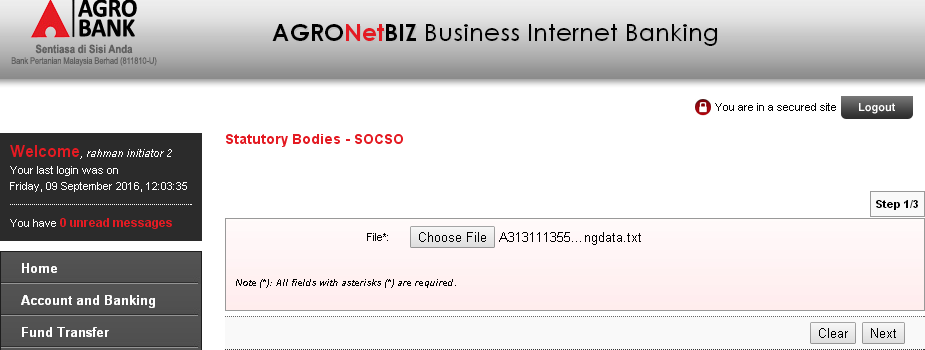 AGRO
BANK
Sentiasa di Sisi Anda
Bank Pertanian Malaysia Berhad (811810-U)
AGRONetBIZ Business Internet Banking
You are in a secured site Logout
Statutory Bodies - SOCSO
Welcome, rahman initiator 2
Your last login was on
Friday, 09 September 2016, 12:03:35
You have 0 unread messages
Step 1/3
File*: Choose File A313111355...ngdata.txt
Note (*): All fields with asterisks (*) are required.
Home
Account and Banking
Fund Transfer
Clear Next